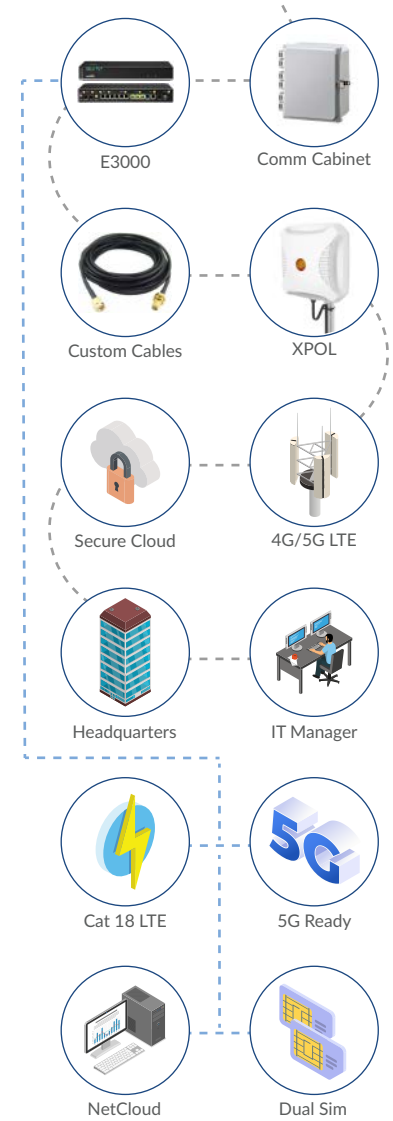 E3000
Comm Cabinet
Custom Cables
XPOL
Secure Cloud
4G/5G LTE
Headquarters
IT Manager
Cat 18 LTE
5G
5G Ready
NetCloud
Dual Sim